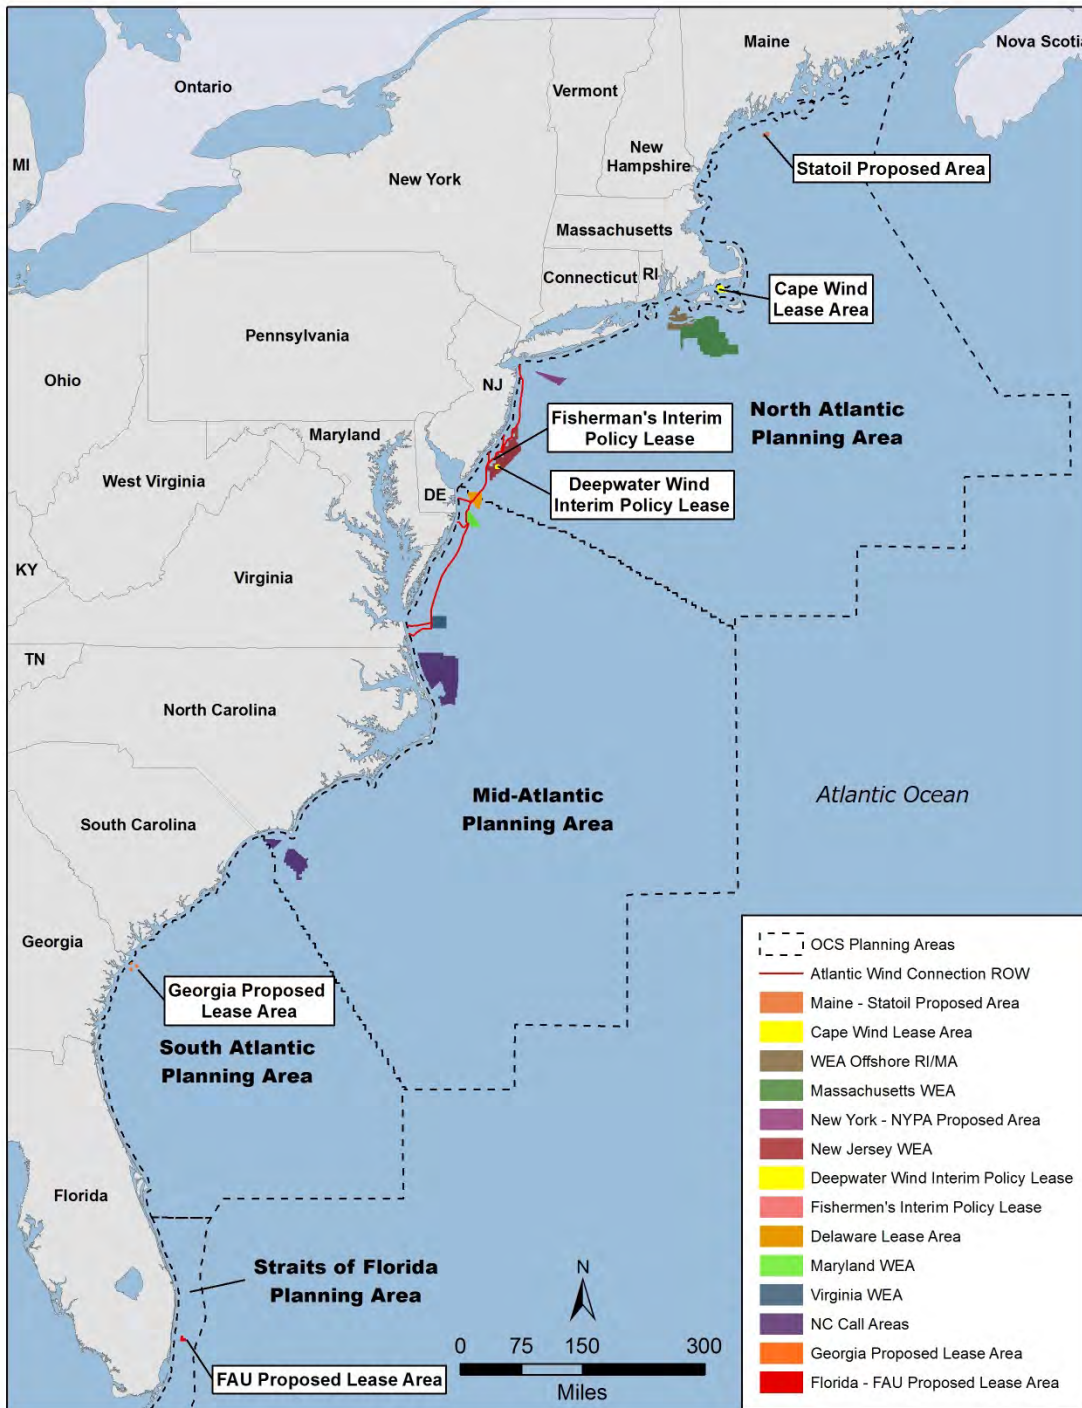 Maine
Nova Scotia
Ontario
Vermont
MI
New
Hampshire
Statoil Proposed Area
New York
Massachusetts
Connecticut
RI
Cape Wind
Lease Area
Pennsylvania
Ohio
NJ
North Atlantic
Planning Area
Fisherman's Interim
Policy Lease
Maryland
West Virginia
DE
Deepwater Wind
Interim Policy Lease
KY
Virginia
TN
North Carolina
Mid-Atlantic
Planning Area
Atlantic Ocean
South Carolina
Georgia
Georgia Proposed
Lease Area
South Atlantic
Planning Area
Florida
Straits of Florida
Planning Area
FAU Proposed Lease Area
N
0 75 150 300
Miles
OCS Planning Areas
Atlantic Wind Connection ROW
Maine - Statoil Proposed Area
Cape Wind Lease Area
WEA Offshore RI/MA
Massachusetts WEA
New York - NYPA Proposed Area
New Jersey WEA
Deepwater Wind Interim Policy Lease
Fishermen's Interim Policy Lease
Delaware Lease Area
Maryland WEA
Virginia WEA
NC Call Areas
Georgia Proposed Lease Area
Florida - FAU Proposed Lease Area